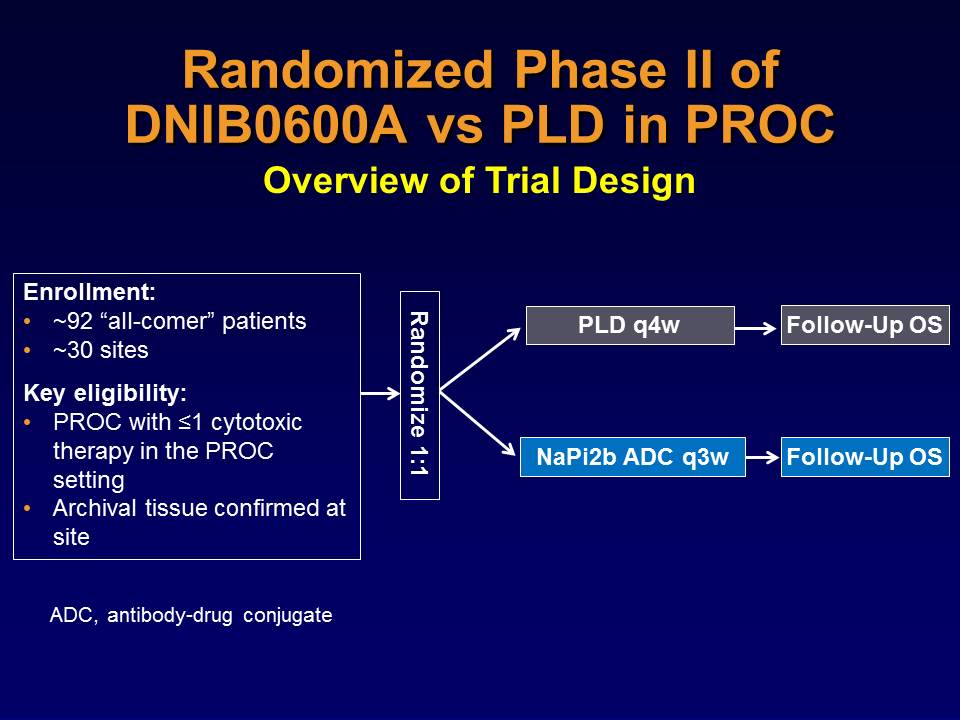 Randomized Phase II of
DNIB0600A vs PLD in PROC
Overview of Trial Design
Enrollment:
• ~92 “all-comer” patients
• ~30 sites
Key eligibility:
• PROC with ≤1 cytotoxic
therapy in the PROC
setting
• Archival tissue confirmed at
site
Randomize 1:1
PLD q4w
Follow-Up OS
NaPi2b ADC q3w
Follow-Up OS
ADC, antibody-drug conjugate